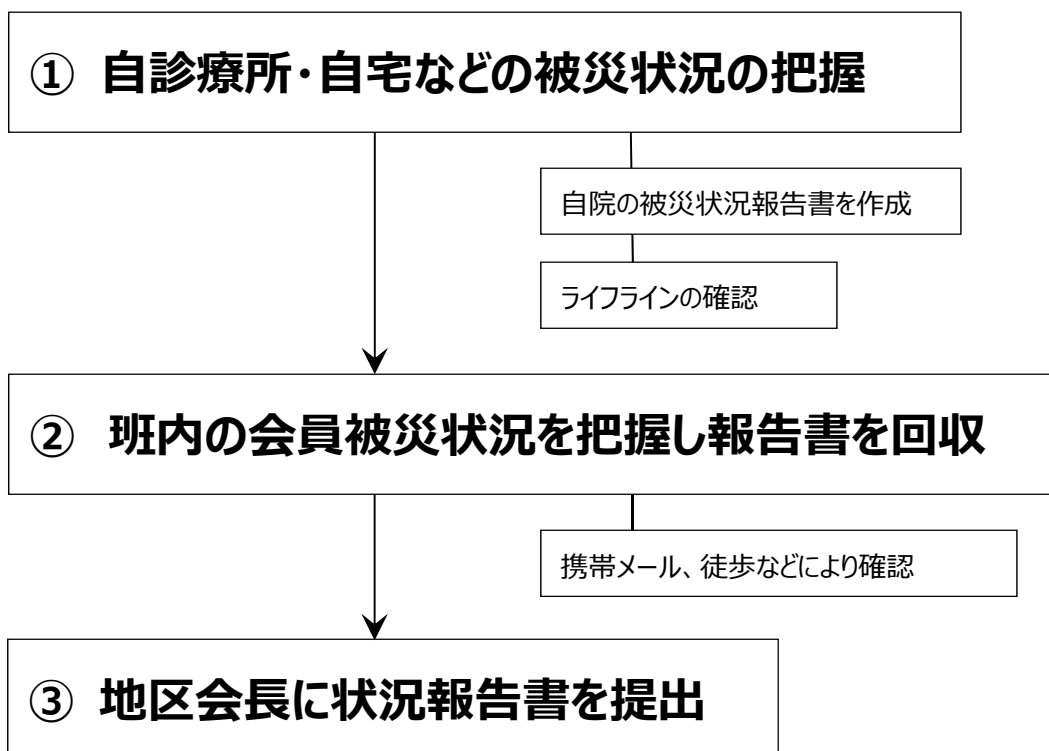 ① 自診療所・自宅などの被災状況の把握
自院の被災状況報告書を作成
ライフラインの確認
② 班内の会員被災状況を把握し報告書を回収
携帯メール、徒歩などにより確認
③ 地区会長に状況報告書を提出